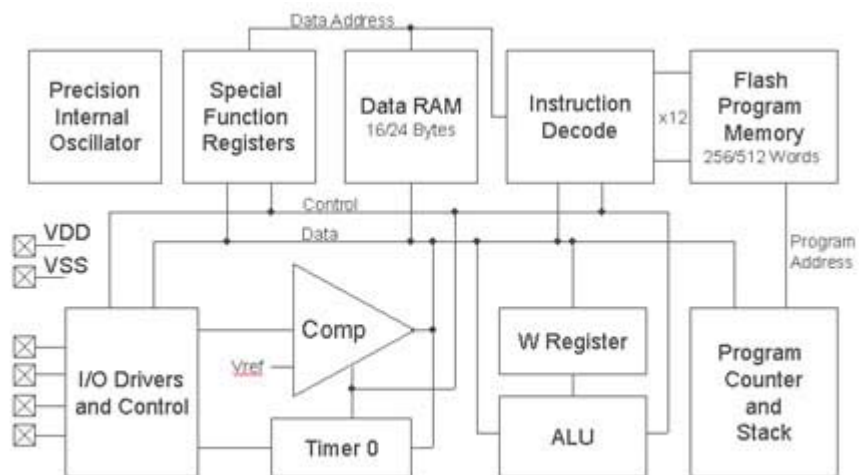 Data Address
Precision
Internal
Oscillator
Special
Function
Registers
Data RAM
16/24 Bytes
Instruction
Decode
x12
Flash
Program
Memory
256/512 Words
Control
Data
Program
Address
VDD
VSS
I/O Drivers
and Control
Comp
Vref
Timer 0
W Register
ALU
Program
Counter
and
Stack